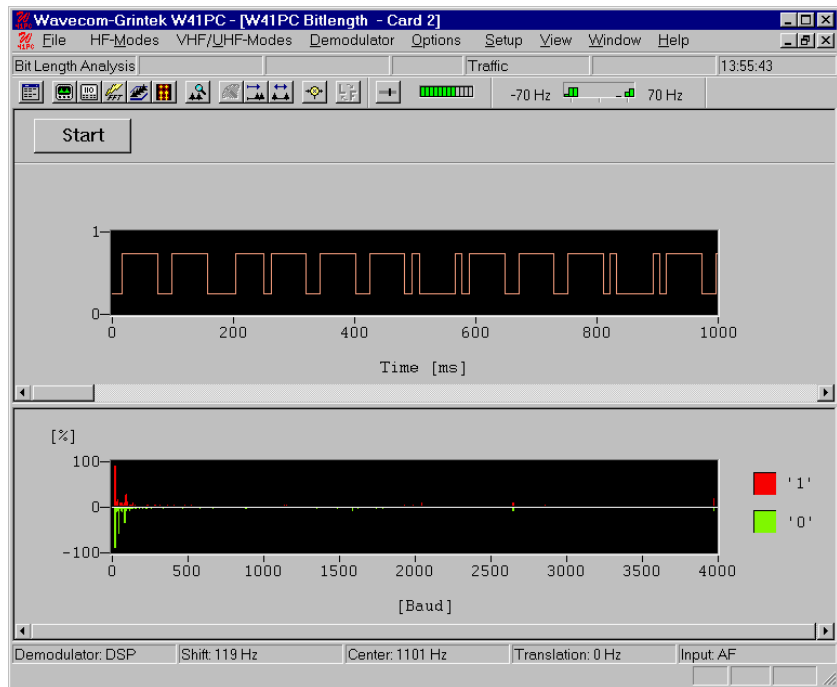 Wavecom-Grintek W41PC - [W41PC Bitlength - Card 2]
File HF-Modes VHF/UHF-Modes Demodulator Options Setup View Window Help
Bit Length Analysis Traffic 13:55:43
-70 Hz 70 Hz
Start
1
0
0 200 400 600 800 1000
Time [ms]
[%]
100
0
-100
'1'
'0'
0 500 1000 1500 2000 2500 3000 3500 4000
[Baud]
Demodulator: DSP Shift: 119 Hz Center: 1101 Hz Translation: 0 Hz Input: AF